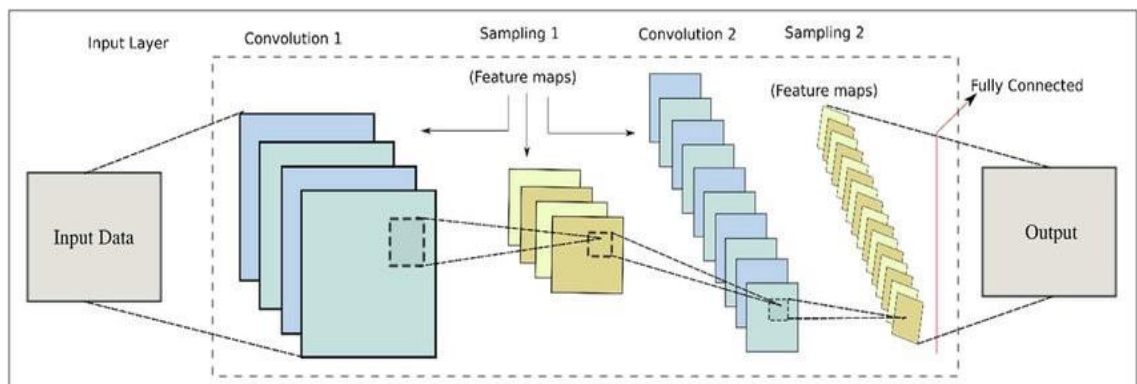 Input Layer
Convolution 1
Sampling 1
Convolution 2
Sampling 2
(Feature maps)
(Feature maps)
Fully Connected
Input Data
Output